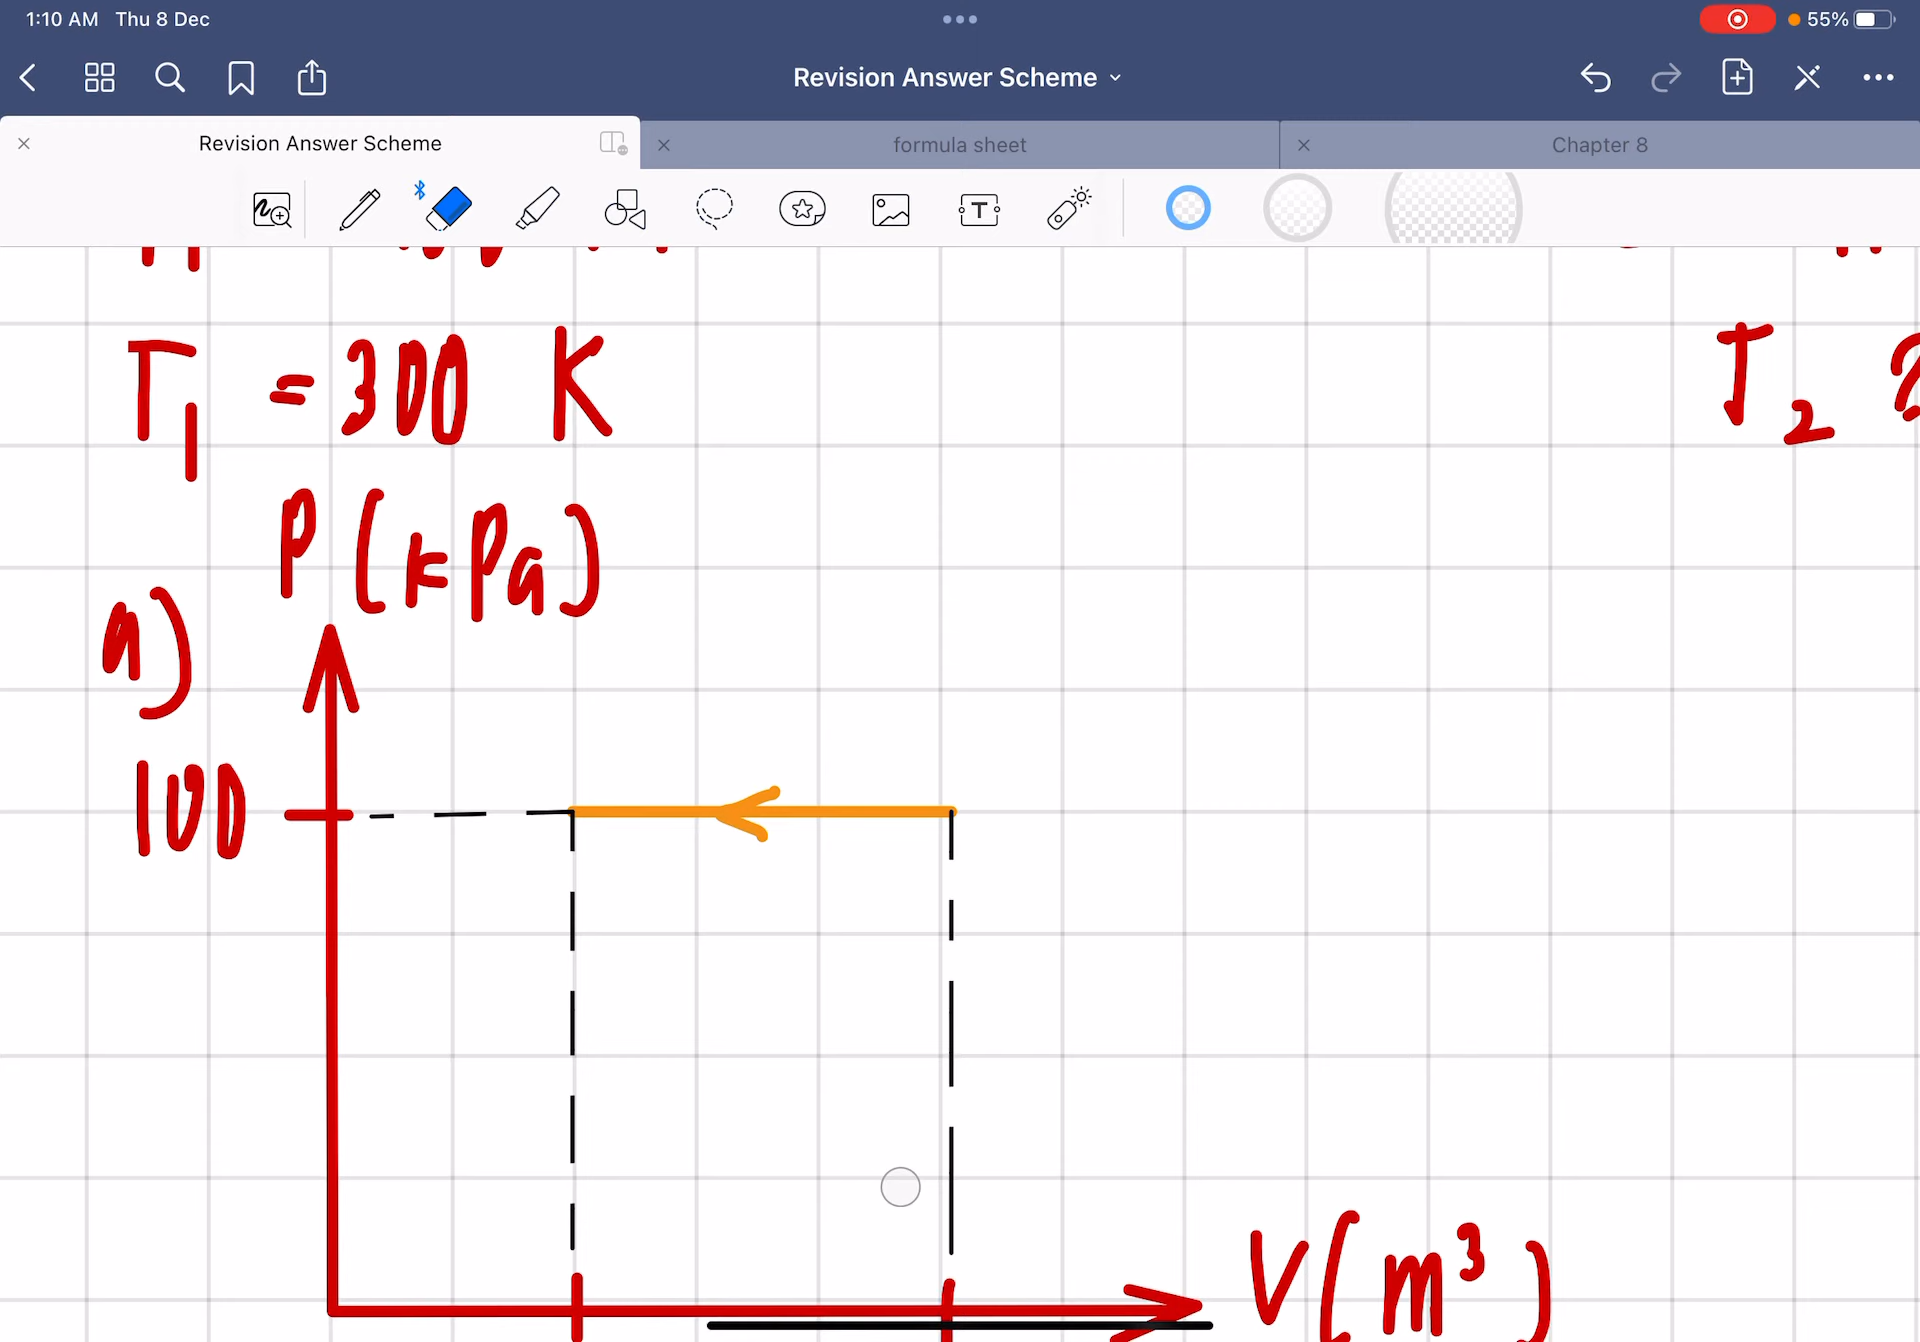 1:10 AM Thu 8 Dec
55%
Revision Answer Scheme
Revision Answer Scheme
formula sheet
Chapter 8
T
T1 = 300 K
T2
P (kPa)
a)
100
V (m³)